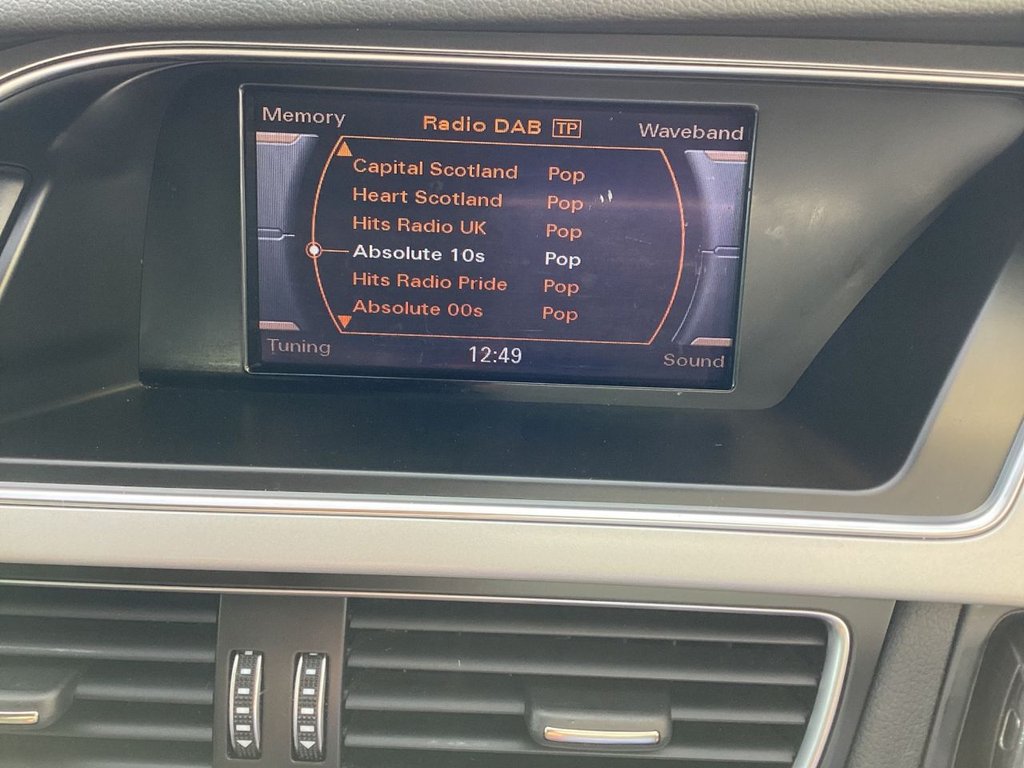 Memory
Radio DAB TP
Waveband
Capital Scotland Pop
Heart Scotland Pop
Hits Radio UK Pop
Absolute 10s Pop
Hits Radio Pride Pop
Absolute 00s Pop
Tuning
12:49
Sound